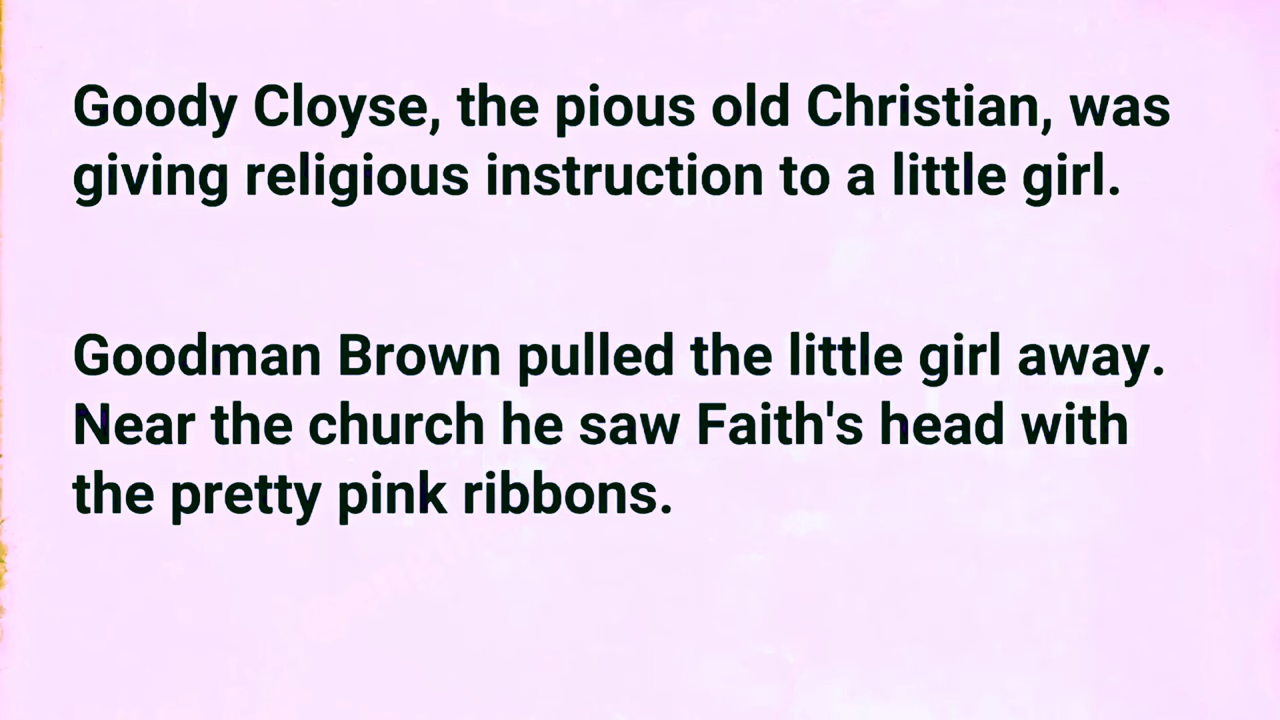 Goody Cloyse, the pious old Christian, was
giving religious instruction to a little girl.
Goodman Brown pulled the little girl away.
Near the church he saw Faith's head with
the pretty pink ribbons.